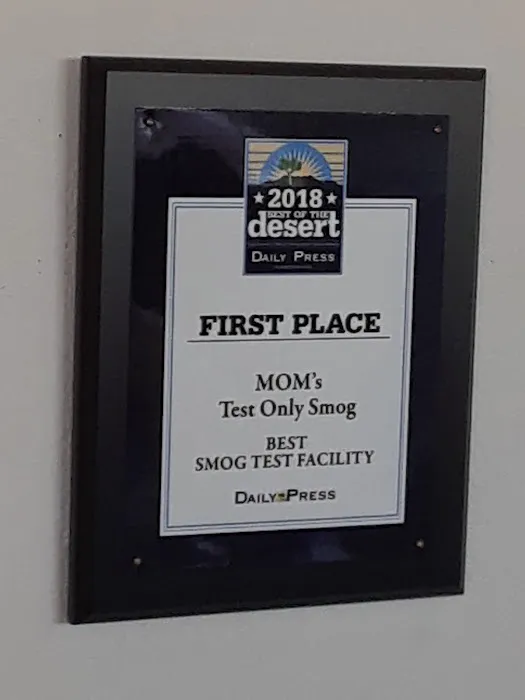 ★ 2018 ★
BEST OF THE
desert
DAILY PRESS
FIRST PLACE
MOM's
Test Only Smog
BEST
SMOG TEST FACILITY
DAILY PRESS